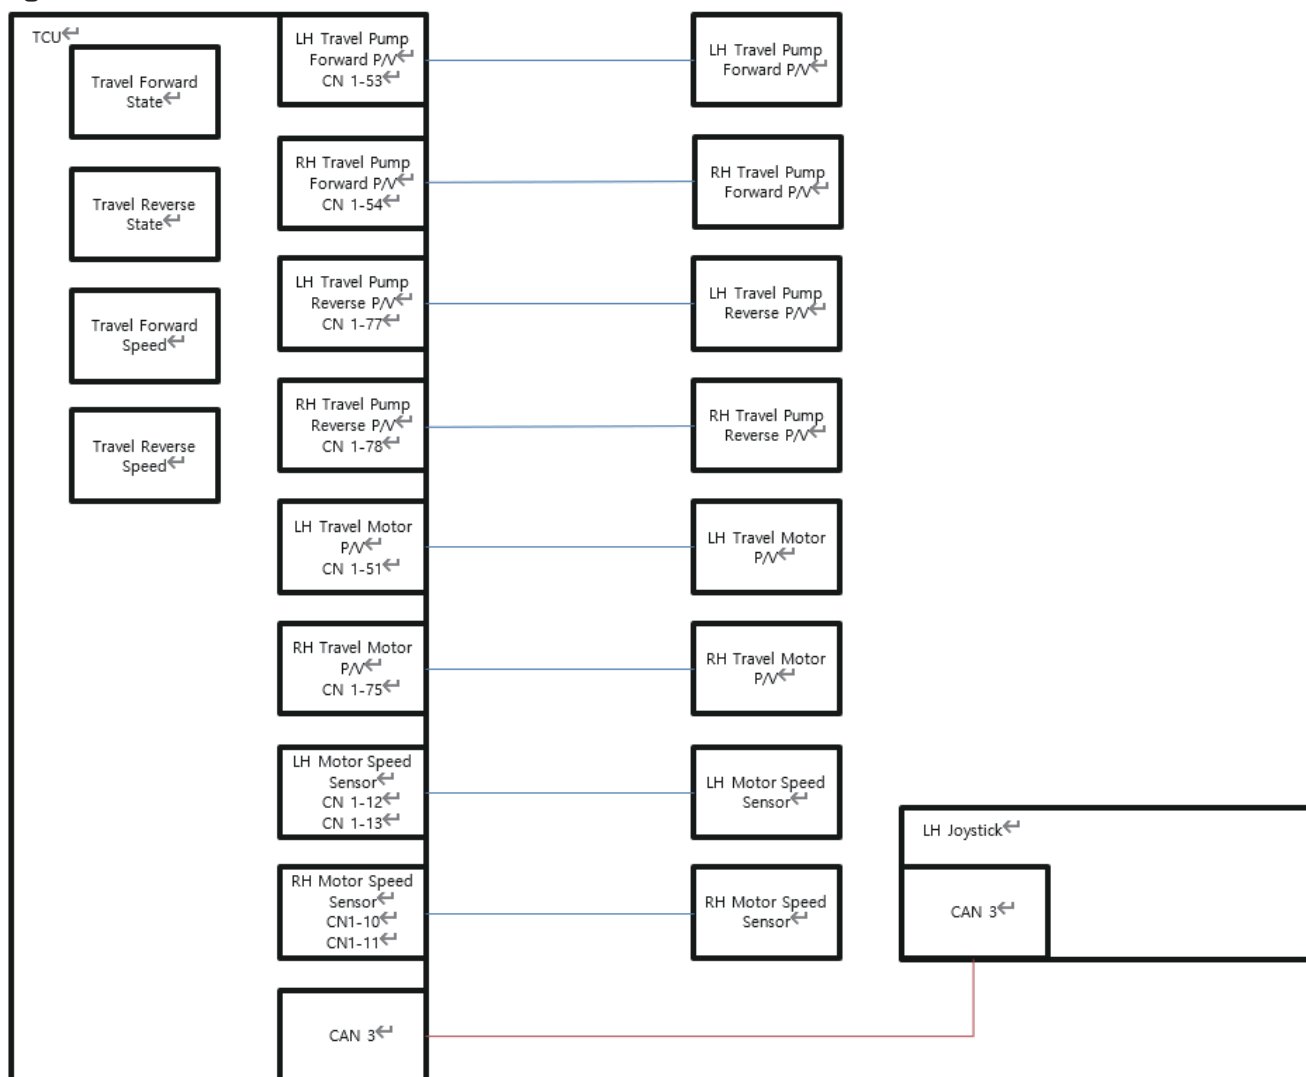 TCU
Travel Forward
State
Travel Reverse
State
Travel Forward
Speed
Travel Reverse
Speed
LH Travel Pump
Forward P/V
CN 1-53
RH Travel Pump
Forward P/V
CN 1-54
LH Travel Pump
Reverse P/V
CN 1-77
RH Travel Pump
Reverse P/V
CN 1-78
LH Travel Motor
P/V
CN 1-51
RH Travel Motor
P/V
CN 1-75
LH Motor Speed
Sensor
CN 1-12
CN 1-13
RH Motor Speed
Sensor
CN1-10
CN1-11
CAN 3
LH Travel Pump
Forward P/V
RH Travel Pump
Forward P/V
LH Travel Pump
Reverse P/V
RH Travel Pump
Reverse P/V
LH Travel Motor
P/V
RH Travel Motor
P/V
LH Motor Speed
Sensor
RH Motor Speed
Sensor
LH Joystick
CAN 3